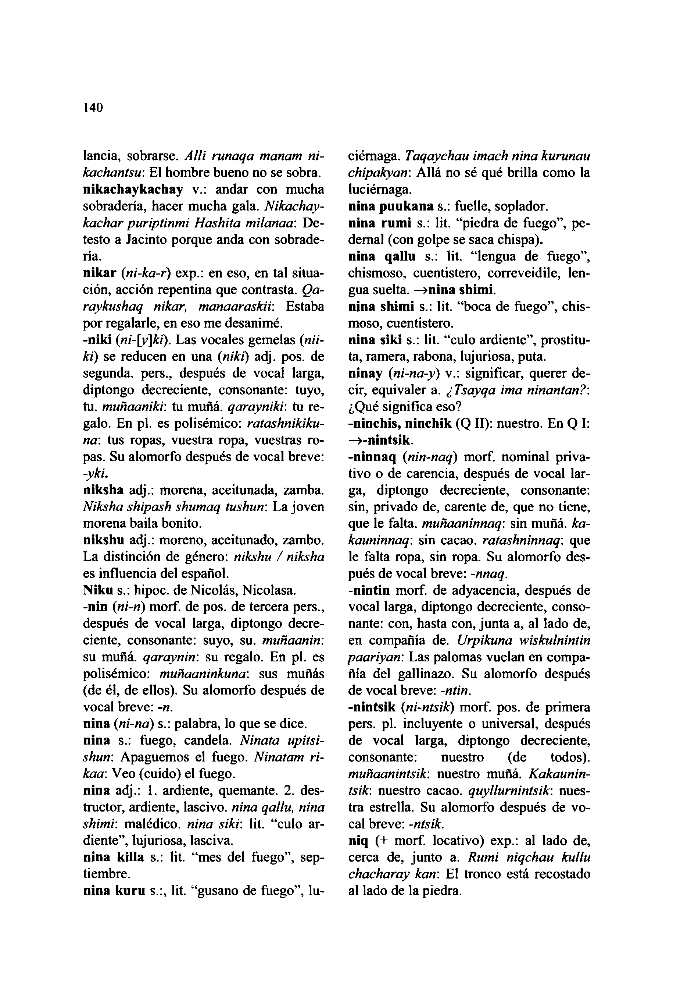 140
lancia, sobrarse. Alli runaqa manam ni-
kachantsu: El hombre bueno no se sobra.
nikachaykachay v.: andar con mucha
sobradería, hacer mucha gala. Nikachay-
kachar puriptinmi Hashita milanaa: De-
testo a Jacinto porque anda con sobrade-
ría.
nikar (ni-ka-r) exp.: en eso, en tal situa-
ción, acción repentina que contrasta. Qa-
raykushaq nikar, manaaraskii: Estaba
por regalarle, en eso me desanimé.
-niki (ni-[y]ki). Las vocales gemelas (nii-
ki) se reducen en una (niki) adj. pos. de
segunda. pers., después de vocal larga,
diptongo decreciente, consonante: tuyo,
tu. muñaaniki: tu muñá. qarayniki: tu re-
galo. En pl. es polisémico: ratashnikiku-
na: tus ropas, vuestra ropa, vuestras ro-
pas. Su alomorfo después de vocal breve:
-yki.
niksha adj.: morena, aceitunada, zamba.
Niksha shipash shumaq tushun: La joven
morena baila bonito.
nikshu adj.: moreno, aceitunado, zambo.
La distinción de género: nikshu / niksha
es influencia del español.
Niku s.: hipoc. de Nicolás, Nicolasa.
-nin (ni-n) morf. de pos. de tercera pers.,
después de vocal larga, diptongo decre-
ciente, consonante: suyo, su. muñaanin:
su muñá. qaraynin: su regalo. En pl. es
polisémico: muñaaninkuna: sus muñás
(de él, de ellos). Su alomorfo después de
vocal breve: -n.
nina (ni-na) s.: palabra, lo que se dice.
nina s.: fuego, candela. Ninata upitsi-
shun: Apaguemos el fuego. Ninatam ri-
kaa: Veo (cuido) el fuego.
nina adj.: 1. ardiente, quemante. 2. des-
tructor, ardiente, lascivo. nina qallu, nina
shimi: malédico. nina siki: lit. “culo ar-
diente”, lujuriosa, lasciva.
nina killa s.: lit. “mes del fuego”, sep-
tiembre.
nina kuru s.:, lit. “gusano de fuego”, lu-
ciérnaga. Taqaychau imach nina kurunau
chipakyan: Allá no sé qué brilla como la
luciérnaga.
nina puukana s.: fuelle, soplador.
nina rumi s.: lit. “piedra de fuego”, pe-
dernal (con golpe se saca chispa).
nina qallu s.: lit. “lengua de fuego”,
chismoso, cuentistero, correveidile, len-
gua suelta. →nina shimi.
nina shimi s.: lit. “boca de fuego”, chis-
moso, cuentistero.
nina siki s.: lit. “culo ardiente”, prostitu-
ta, ramera, rabona, lujuriosa, puta.
ninay (ni-na-y) v.: significar, querer de-
cir, equivaler a. ¿Tsayqa ima ninantan?:
¿Qué significa eso?
-ninchis, ninchik (Q II): nuestro. En Q I:
→-nintsik.
-ninnaq (nin-naq) morf. nominal priva-
tivo o de carencia, después de vocal lar-
ga, diptongo decreciente, consonante:
sin, privado de, carente de, que no tiene,
que le falta. muñaaninnaq: sin muñá. ka-
kauninnaq: sin cacao. ratashninnaq: que
le falta ropa, sin ropa. Su alomorfo des-
pués de vocal breve: -nnaq.
-nintin morf. de adyacencia, después de
vocal larga, diptongo decreciente, conso-
nante: con, hasta con, junta a, al lado de,
en compañía de. Urpikuna wiskulnintin
paariyan: Las palomas vuelan en compa-
ñía del gallinazo. Su alomorfo después
de vocal breve: -ntin.
-nintsik (ni-ntsik) morf. pos. de primera
pers. pl. incluyente o universal, después
de vocal larga, diptongo decreciente,
consonante: nuestro (de todos).
muñaanintsik: nuestro muñá. Kakaunin-
tsik: nuestro cacao. quyllurnintsik: nues-
tra estrella. Su alomorfo después de vo-
cal breve: -ntsik.
niq (+ morf. locativo) exp.: al lado de,
cerca de, junto a. Rumi niqchau kullu
chacharay kan: El tronco está recostado
al lado de la piedra.